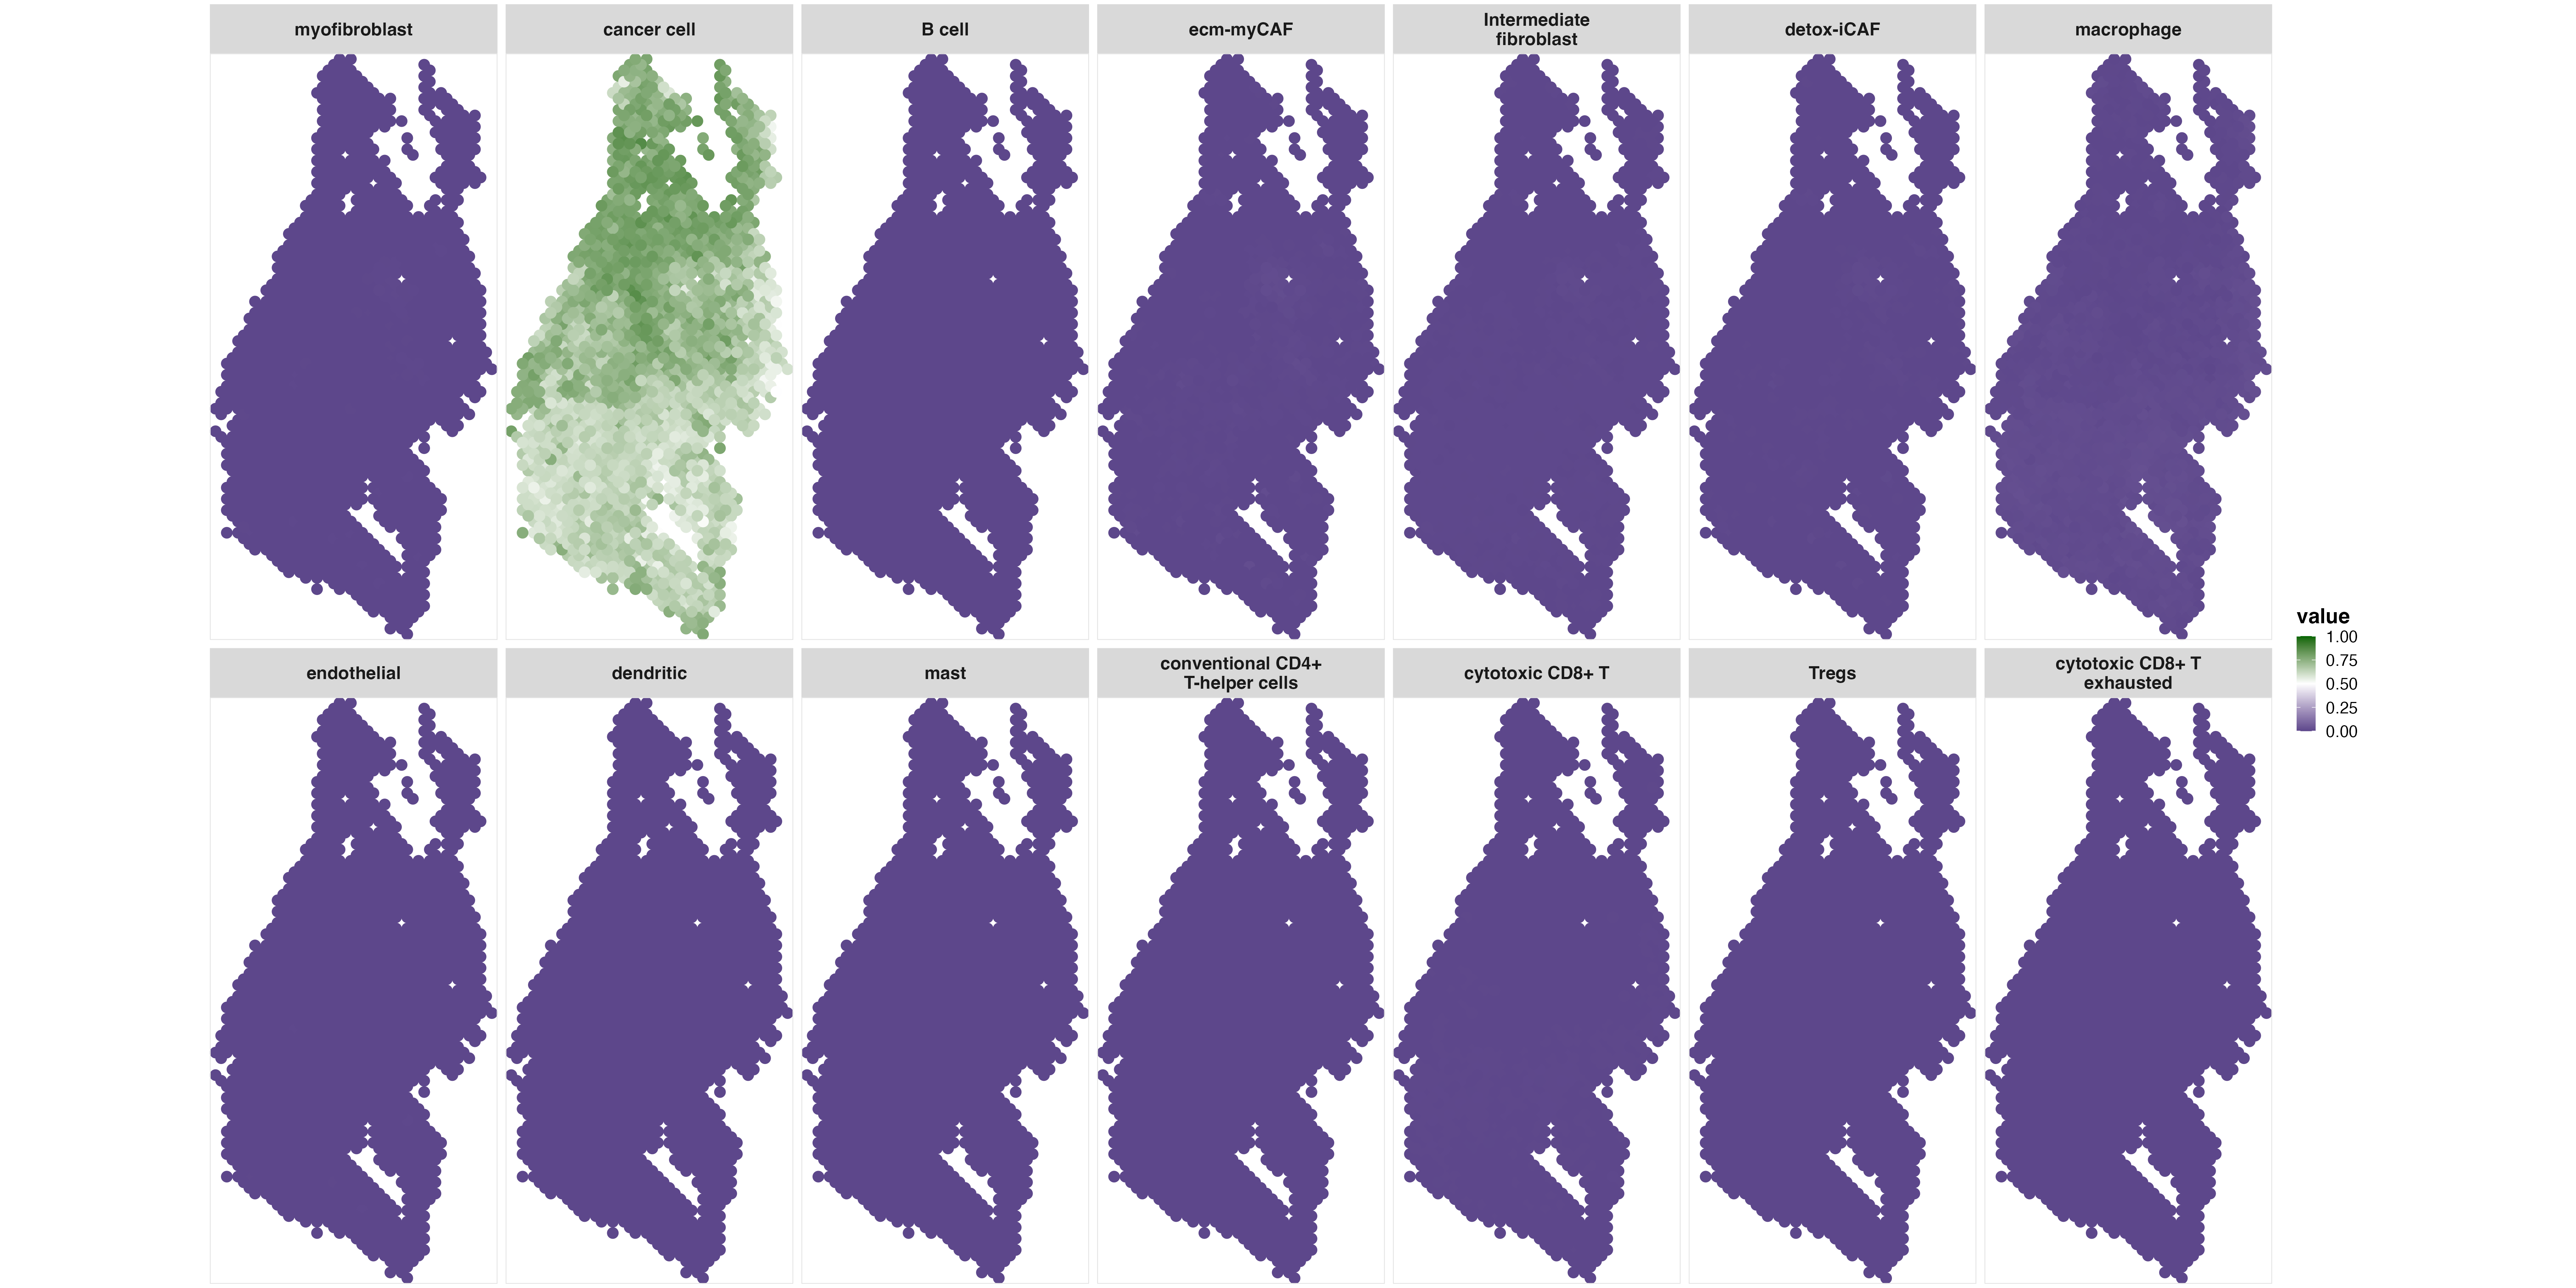 myofibroblast
cancer cell
B cell
ecm-myCAF
Intermediate
fibroblast
detox-iCAF
macrophage
endothelial
dendritic
mast
conventional CD4+
T-helper cells
cytotoxic CD8+ T
Tregs
cytotoxic CD8+ T
exhausted
value
1.00
0.75
0.50
0.25
0.00